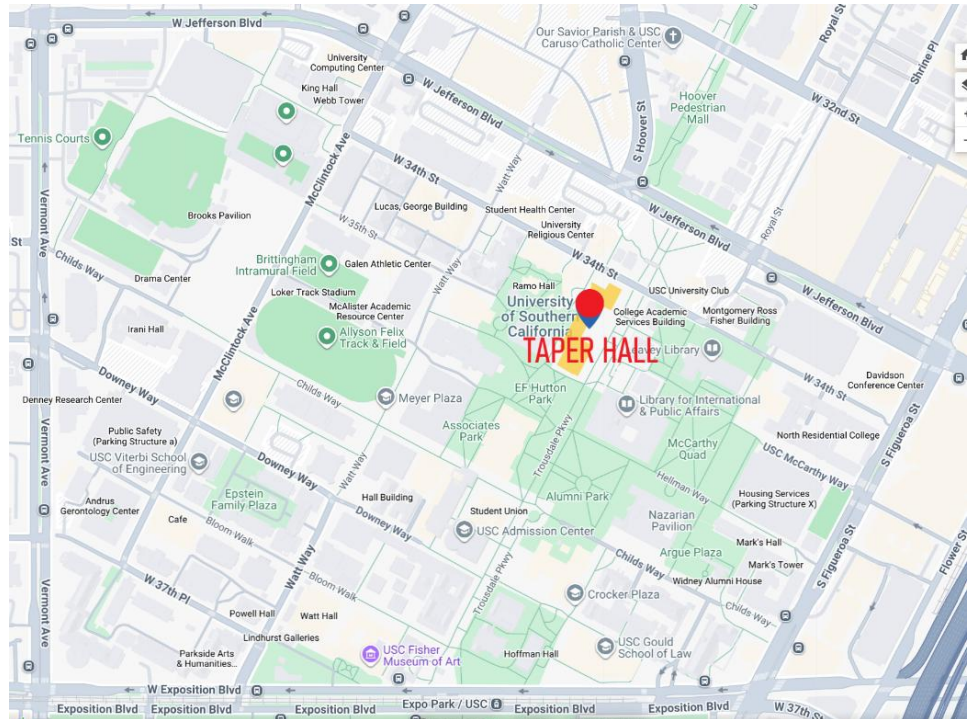 W Jefferson Blvd
Our Savior Parish & USC
Caruso Catholic Center
Royal St
Shrine Pl
University
Computing Center
King Hall
Webb Tower
W Jefferson Blvd
Hoover
Pedestrian
Mall
W 32nd St
Tennis Courts
McClintock Ave
W 34th St
Watt Way
S Hoover St
Vermont Ave
Brooks Pavilion
Lucas, George Building
Student Health Center
W Jefferson Blvd
Royal St
W 35th St
University
Religious Center
W 34th St
St
Childs Way
Brittingham
Intramural Field
Galen Athletic Center
Watt Way
Drama Center
Loker Track Stadium
Ramo Hall
USC University Club
W Jefferson Blvd
McAlister Academic
Resource Center
University
of Southern
California
College Academic
Services Building
Montgomery Ross
Fisher Building
Irani Hall
McClintock Ave
Allyson Felix
Track & Field
TAPER HALL
Leavey Library
W 34th St
Downey Way
Childs Way
EF Hutton
Park
Davidson
Conference Center
Denney Research Center
Meyer Plaza
Library for International
& Public Affairs
Associates
Park
Trousdale Pkwy
McCarthy
Quad
North Residential College
S Figueroa St
Public Safety
(Parking Structure a)
USC Viterbi School
of Engineering
Vermont Ave
Downey Way
Watt Way
Hellman Way
USC McCarthy Way
Andrus
Gerontology Center
Epstein
Family Plaza
Hall Building
Alumni Park
Housing Services
(Parking Structure X)
Cafe
Bloom Walk
Downey Way
Student Union
USC Admission Center
Nazarian
Pavilion
Mark's Hall
Argue Plaza
Mark's Tower
Flower St
W 37th Pl
Watt Way
Bloom Walk
Trousdale Pkwy
Childs Way
Widney Alumni House
S Figueroa St
Vermont Ave
Crocker Plaza
Childs Way
Powell Hall
Watt Hall
Lindhurst Galleries
USC Fisher
Museum of Art
Hoffman Hall
USC Gould
School of Law
Parkside Arts
& Humanities...
W Exposition Blvd
Exposition Blvd
Exposition Blvd
Exposition Blvd
Expo Park / USC
Exposition Blvd
Exposition Blvd
W 37th St